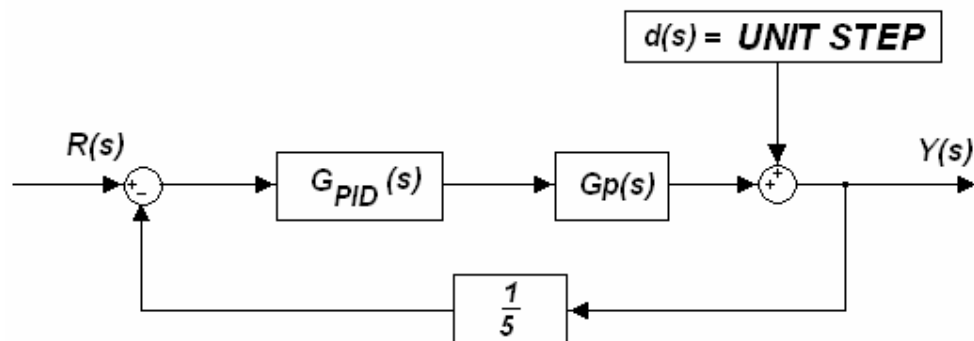 d(s) = UNIT STEP
R(s)
Y(s)
+
−
G_PID (s)
Gp(s)
+
+
1
5